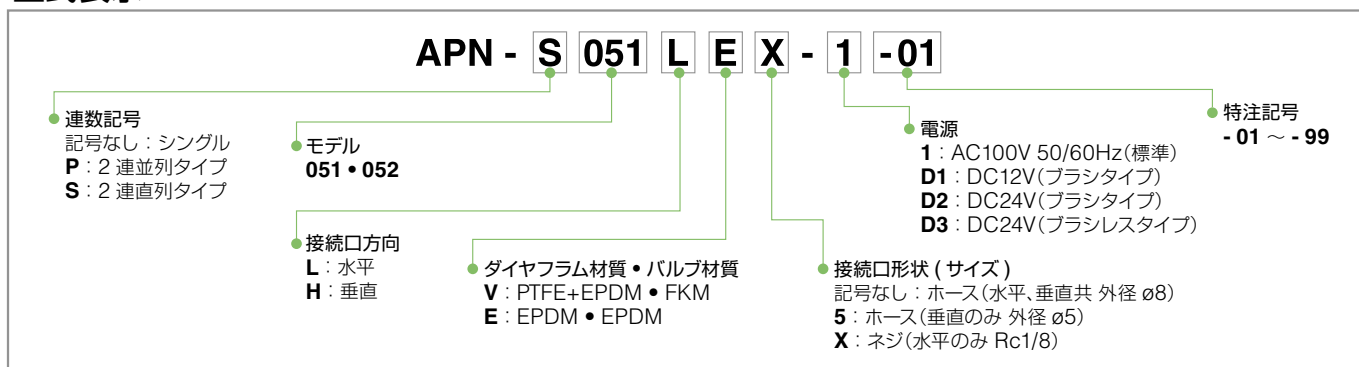 APN - S 051 L E X - 1 - 01
連数記号
記号なし：シングル
P：2 連並列タイプ
S：2 連直列タイプ
モデル
051 • 052
接続口方向
L：水平
H：垂直
ダイヤフラム材質 • バルブ材質
V：PTFE+EPDM • FKM
E：EPDM • EPDM
接続口形状 ( サイズ )
記号なし：ホース（水平、垂直共 外径 ø8）
5：ホース（垂直のみ 外径 ø5）
X：ネジ（水平のみ Rc1/8）
電源
1：AC100V 50/60Hz（標準）
D1：DC12V（ブラシタイプ）
D2：DC24V（ブラシタイプ）
D3：DC24V（ブラシレスタイプ）
特注記号
- 01 ～ - 99